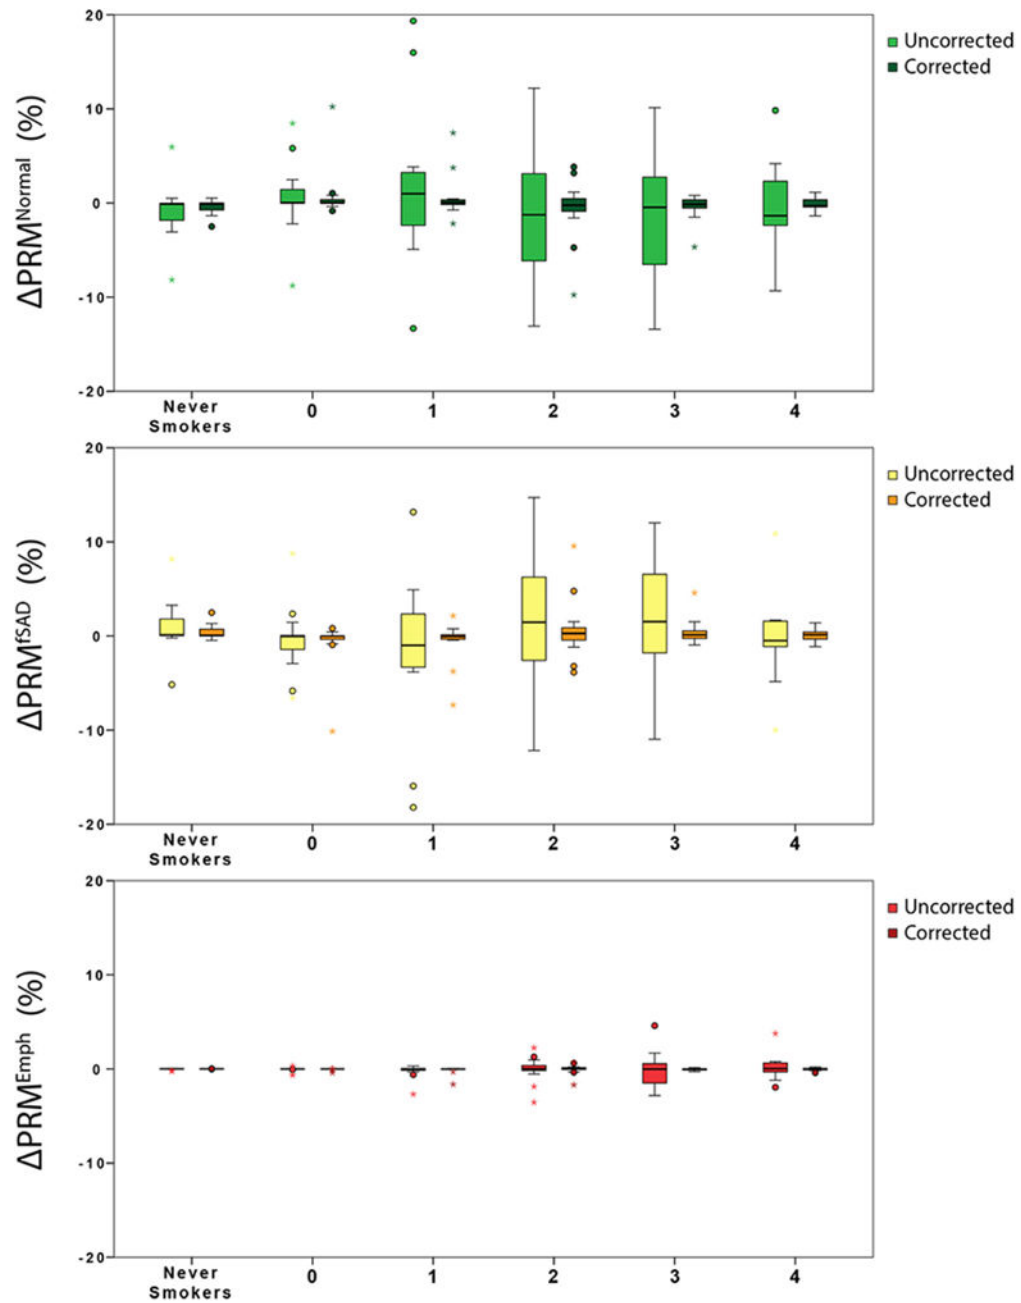 ΔPRM^Normal (%)
20
10
0
-10
-20
Never
Smokers
0
1
2
3
4
Uncorrected
Corrected
ΔPRM^fSAD (%)
20
10
0
-10
-20
Never
Smokers
0
1
2
3
4
Uncorrected
Corrected
ΔPRM^Emph (%)
20
10
0
-10
-20
Never
Smokers
0
1
2
3
4
Uncorrected
Corrected